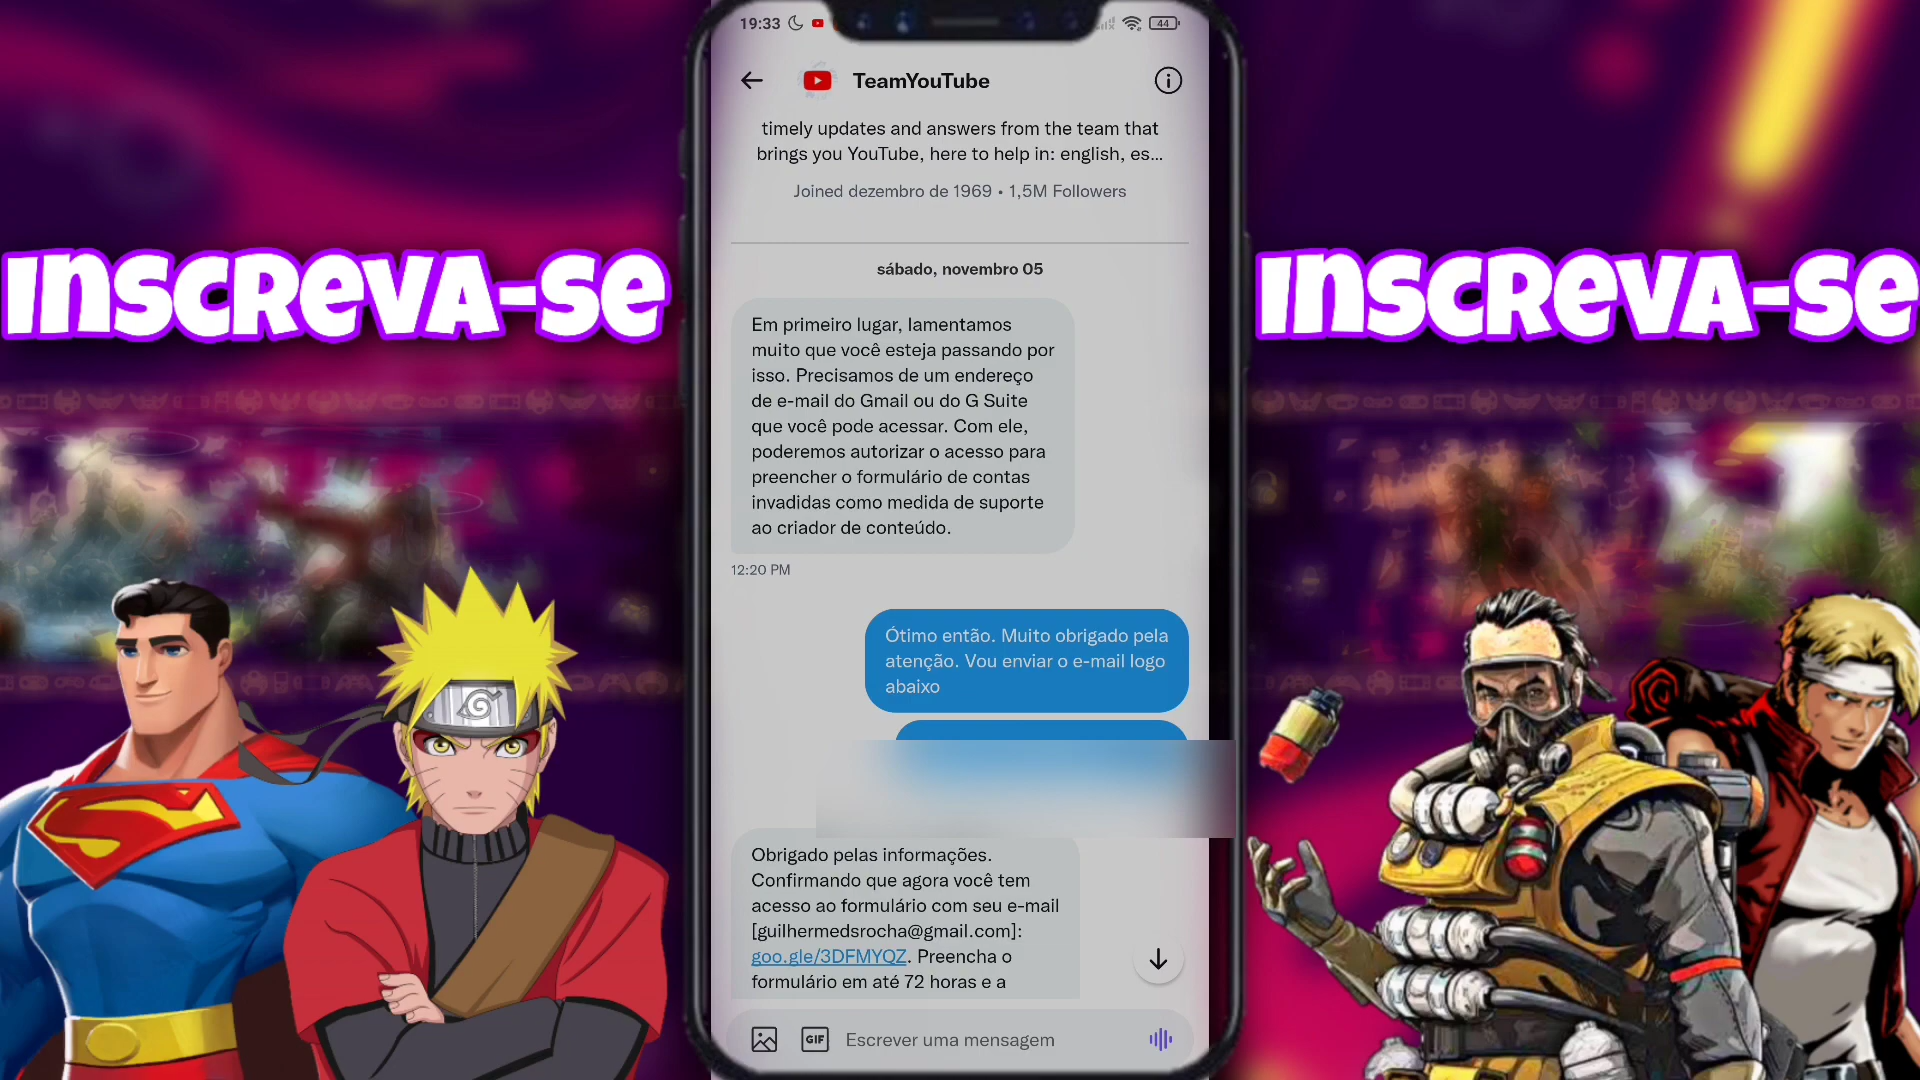 19:33
44
TeamYouTube
timely updates and answers from the team that
brings you YouTube, here to help in: english, es...
Joined dezembro de 1969 • 1,5M Followers
INSCREVA-SE
INSCREVA-SE
sábado, novembro 05
Em primeiro lugar, lamentamos
muito que você esteja passando por
isso. Precisamos de um endereço
de e-mail do Gmail ou do G Suite
que você pode acessar. Com ele,
poderemos autorizar o acesso para
preencher o formulário de contas
invadidas como medida de suporte
ao criador de conteúdo.
12:20 PM
Ótimo então. Muito obrigado pela
atenção. Vou enviar o e-mail logo
abaixo
Obrigado pelas informações.
Confirmando que agora você tem
acesso ao formulário com seu e-mail
[guilhermedsrocha@gmail.com]:
goo.gle/3DFMYQZ. Preencha o
formulário em até 72 horas e a
GIF
Escrever uma mensagem